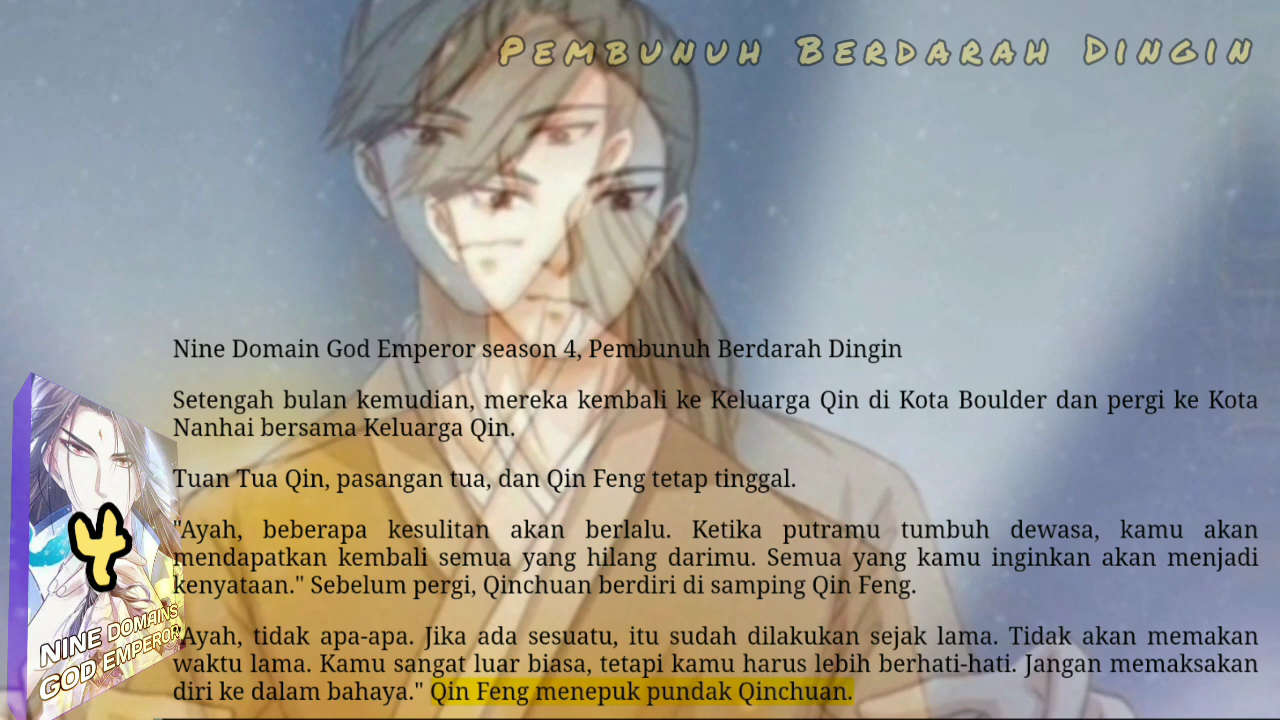 Pembunuh Berdarah Dingin
Nine Domain God Emperor season 4, Pembunuh Berdarah Dingin
Setengah bulan kemudian, mereka kembali ke Keluarga Qin di Kota Boulder dan pergi ke Kota
Nanhai bersama Keluarga Qin.
Tuan Tua Qin, pasangan tua, dan Qin Feng tetap tinggal.
"Ayah, beberapa kesulitan akan berlalu. Ketika putramu tumbuh dewasa, kamu akan
mendapatkan kembali semua yang hilang darimu. Semua yang kamu inginkan akan menjadi
kenyataan." Sebelum pergi, Qinchuan berdiri di samping Qin Feng.
"Ayah, tidak apa-apa. Jika ada sesuatu, itu sudah dilakukan sejak lama. Tidak akan memakan
waktu lama. Kamu sangat luar biasa, tetapi kamu harus lebih berhati-hati. Jangan memaksakan
diri ke dalam bahaya." Qin Feng menepuk pundak Qinchuan.
4
NINE DOMAINS
GOD EMPEROR